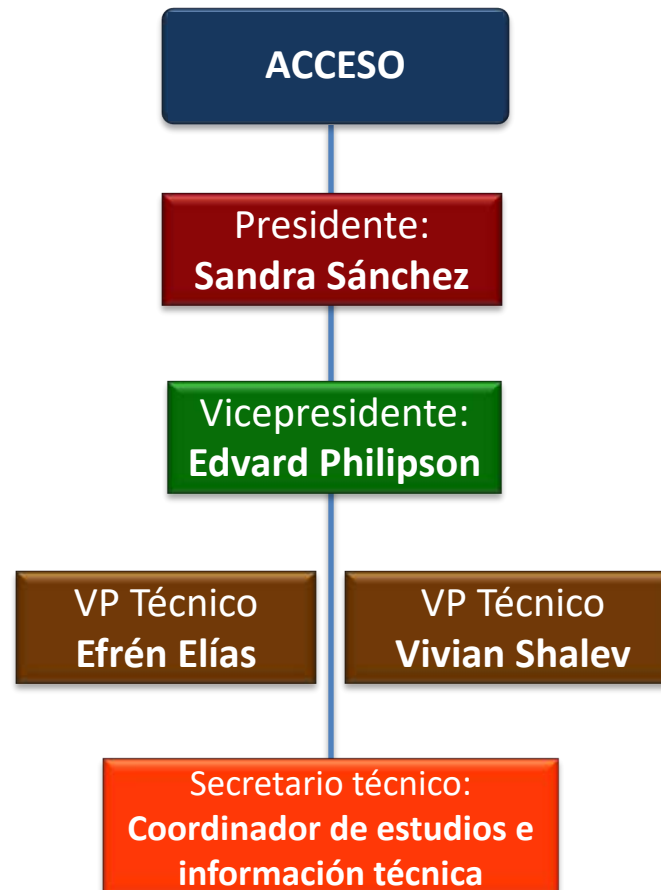 ACCESO
Presidente:
Sandra Sánchez
Vicepresidente:
Edvard Philipson
VP Técnico
Efrén Elías
VP Técnico
Vivian Shalev
Secretario técnico:
Coordinador de estudios e
información técnica